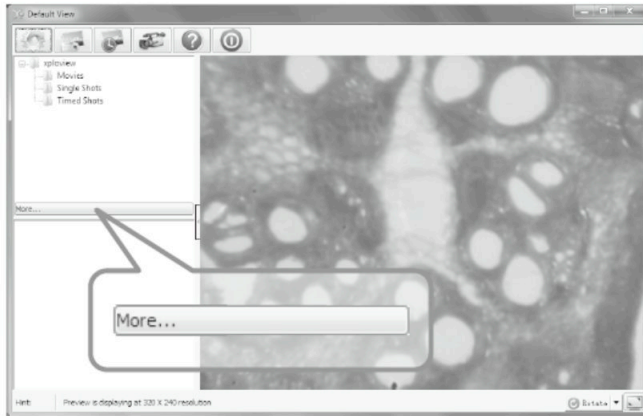 Default View
xploview
Movies
Single Shots
Timed Shots
More...
More...
Hint: Preview is displaying at 320 X 240 resolution
Rotate